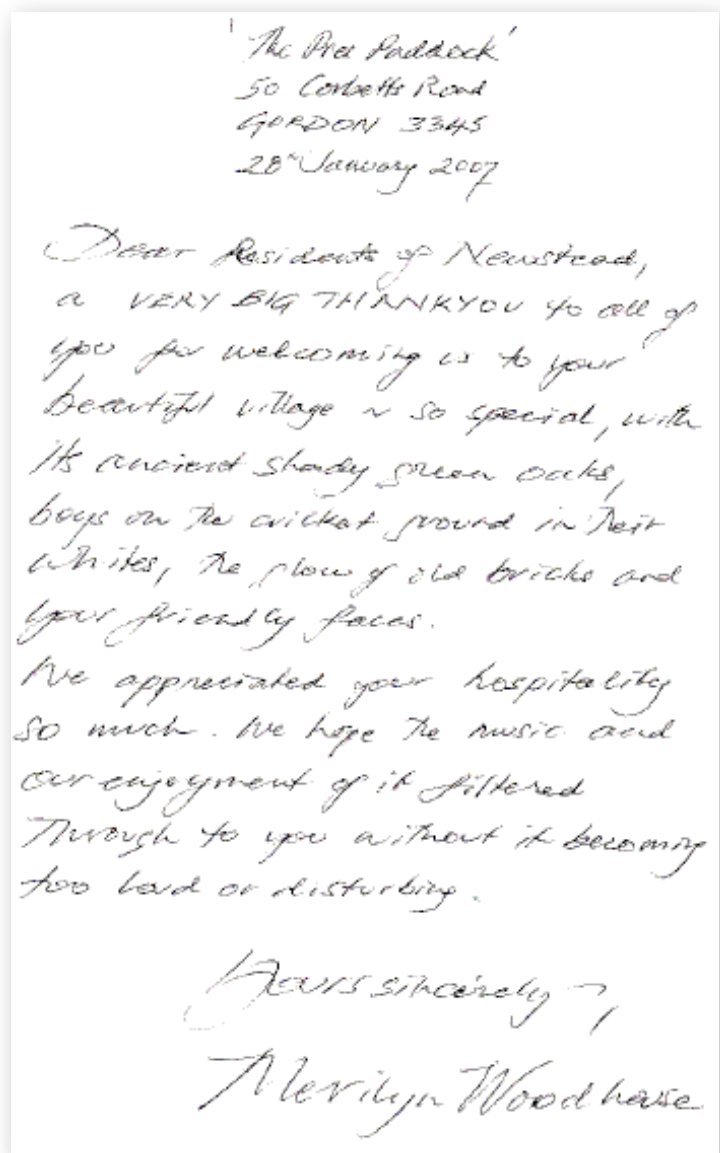 'The Pree Paddock'
50 Corbetts Road
GORDON 3345
28th January 2007
Dear Residents of Newstead,
a VERY BIG THANKYOU to all of
you for welcoming us to your
beautiful village ~ so special, with
its ancient shady green oaks,
boys on the cricket ground in their
whites, the glow of old bricks and
your friendly faces.
We appreciated your hospitality
so much. We hope the music and
our enjoyment of it filtered
through to you without it becoming
too loud or disturbing.
Yours sincerely,
Merilyn Woodhouse